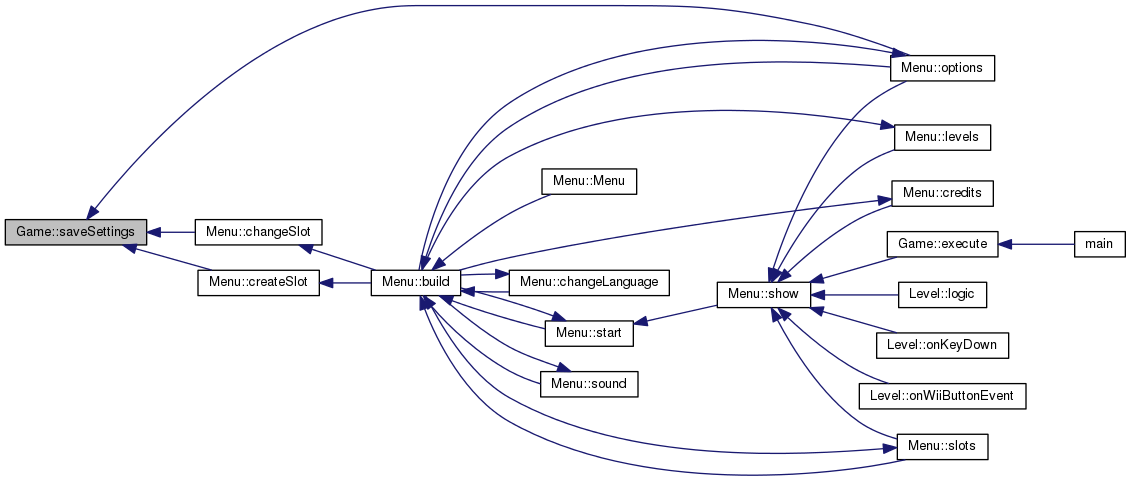 Menu::options
Menu::levels
Menu::Menu
Menu::credits
Game::saveSettings
Menu::changeSlot
Game::execute
main
Menu::createSlot
Menu::build
Menu::changeLanguage
Menu::show
Level::logic
Menu::start
Level::onKeyDown
Menu::sound
Level::onWiiButtonEvent
Menu::slots